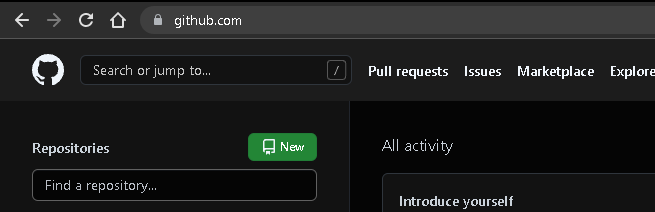 github.com
Search or jump to... / Pull requests Issues Marketplace Explore
Repositories New
All activity
Find a repository...
Introduce yourself